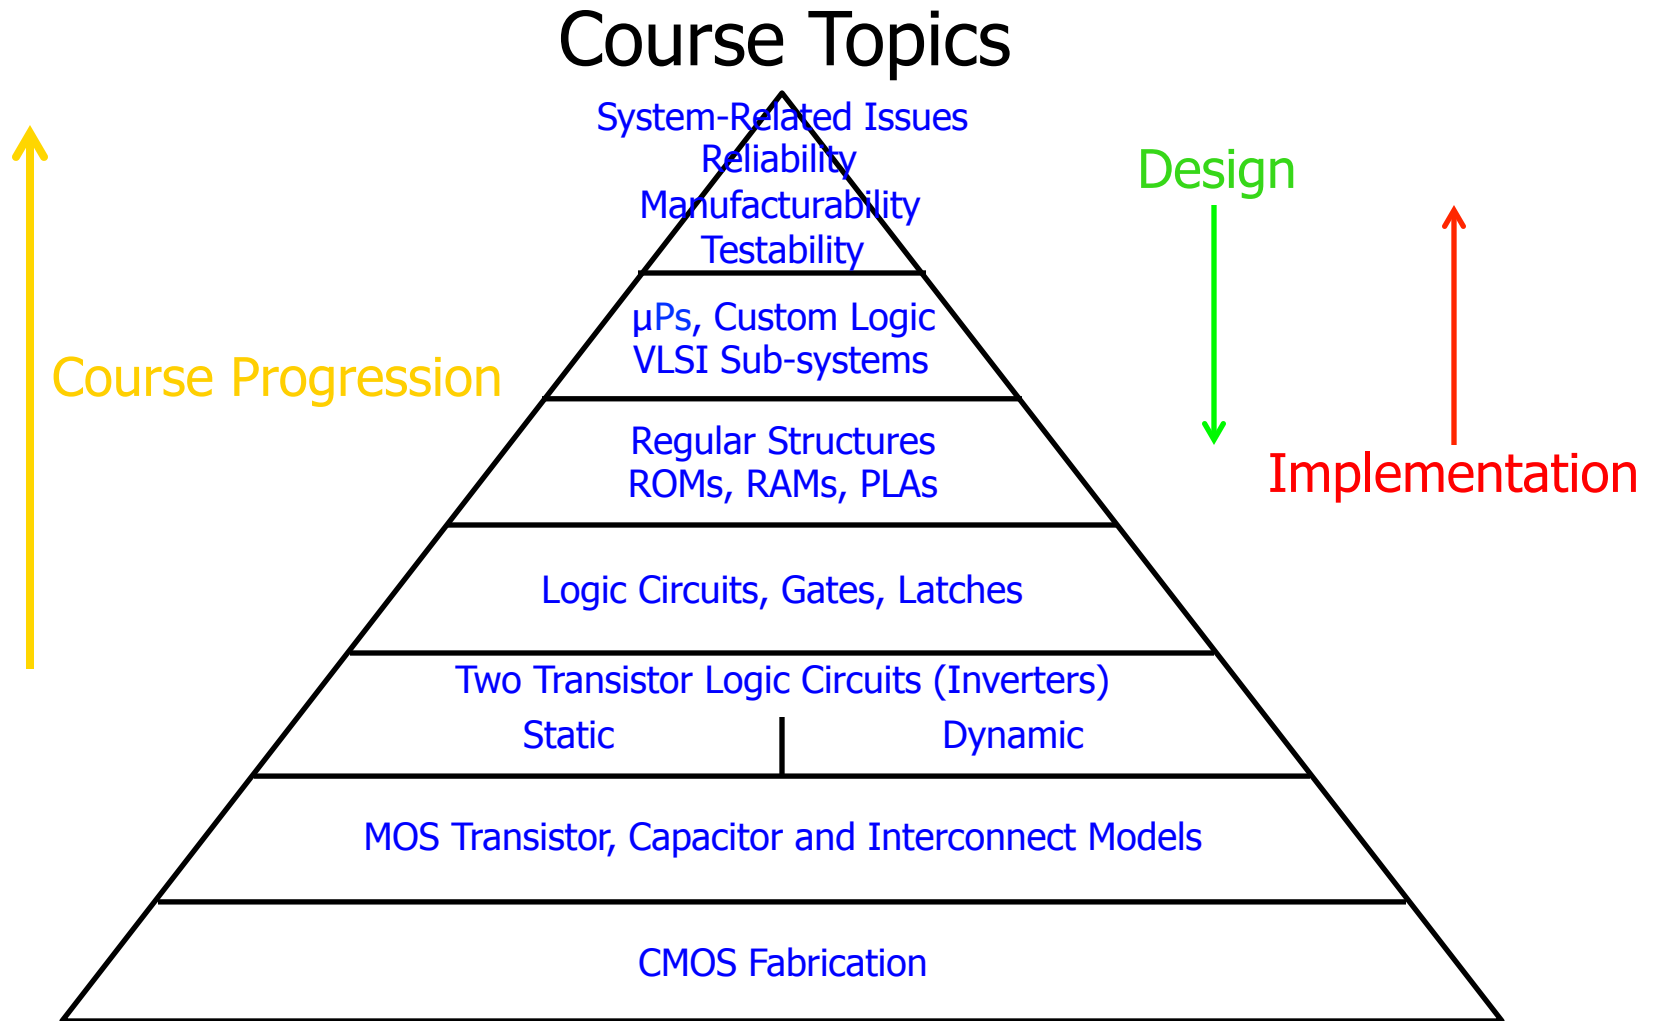 Course Topics
System-Related Issues
Reliability
Manufacturability
Testability
Design
µPs, Custom Logic
VLSI Sub-systems
Course Progression
Regular Structures
ROMs, RAMs, PLAs
Implementation
Logic Circuits, Gates, Latches
Two Transistor Logic Circuits (Inverters)
Static
Dynamic
MOS Transistor, Capacitor and Interconnect Models
CMOS Fabrication